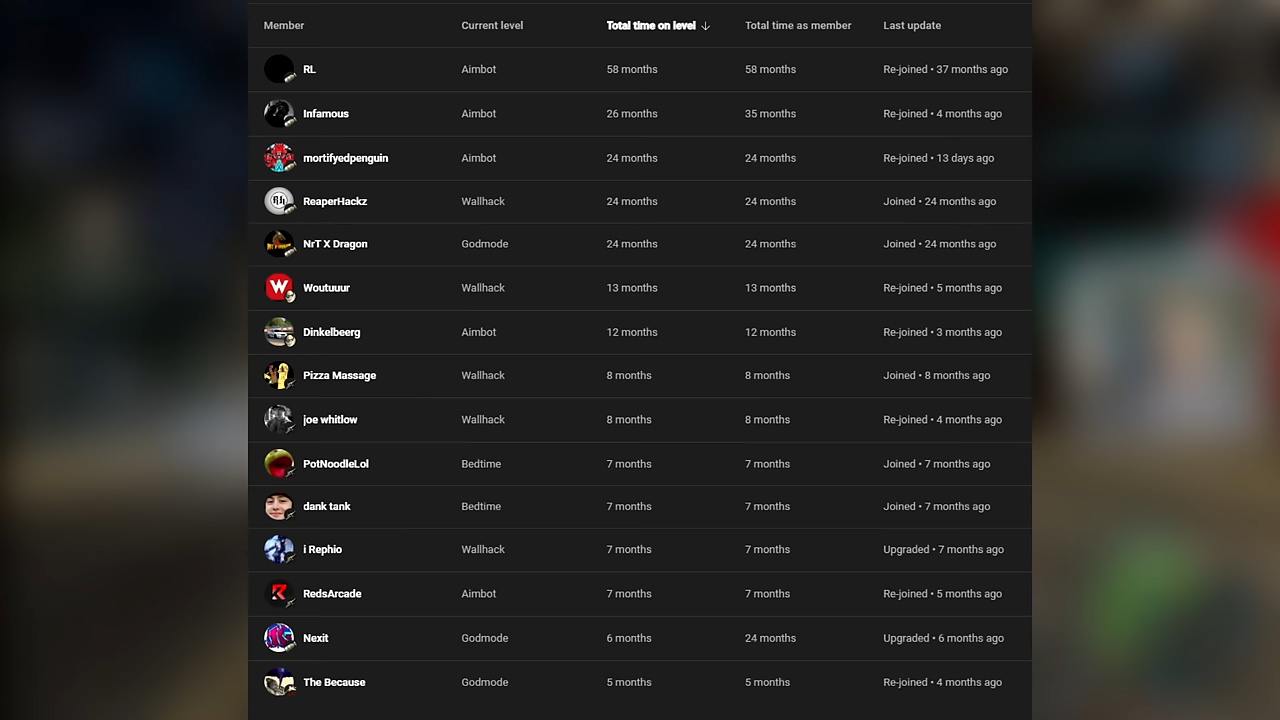 Member Current level Total time on level ↓ Total time as member Last update
RL Aimbot 58 months 58 months Re-joined • 37 months ago
Infamous Aimbot 26 months 35 months Re-joined • 4 months ago
mortifyedpenguin Aimbot 24 months 24 months Re-joined • 13 days ago
ReaperHackz Wallhack 24 months 24 months Joined • 24 months ago
NrT X Dragon Godmode 24 months 24 months Joined • 24 months ago
Woutuuur Wallhack 13 months 13 months Re-joined • 5 months ago
Dinkelbeerg Aimbot 12 months 12 months Re-joined • 3 months ago
Pizza Massage Wallhack 8 months 8 months Joined • 8 months ago
joe whitlow Wallhack 8 months 8 months Re-joined • 4 months ago
PotNoodleLol Bedtime 7 months 7 months Joined • 7 months ago
dank tank Bedtime 7 months 7 months Joined • 7 months ago
i Rephio Wallhack 7 months 7 months Upgraded • 7 months ago
RedsArcade Aimbot 7 months 7 months Re-joined • 5 months ago
Nexit Godmode 6 months 24 months Upgraded • 6 months ago
The Because Godmode 5 months 5 months Re-joined • 4 months ago